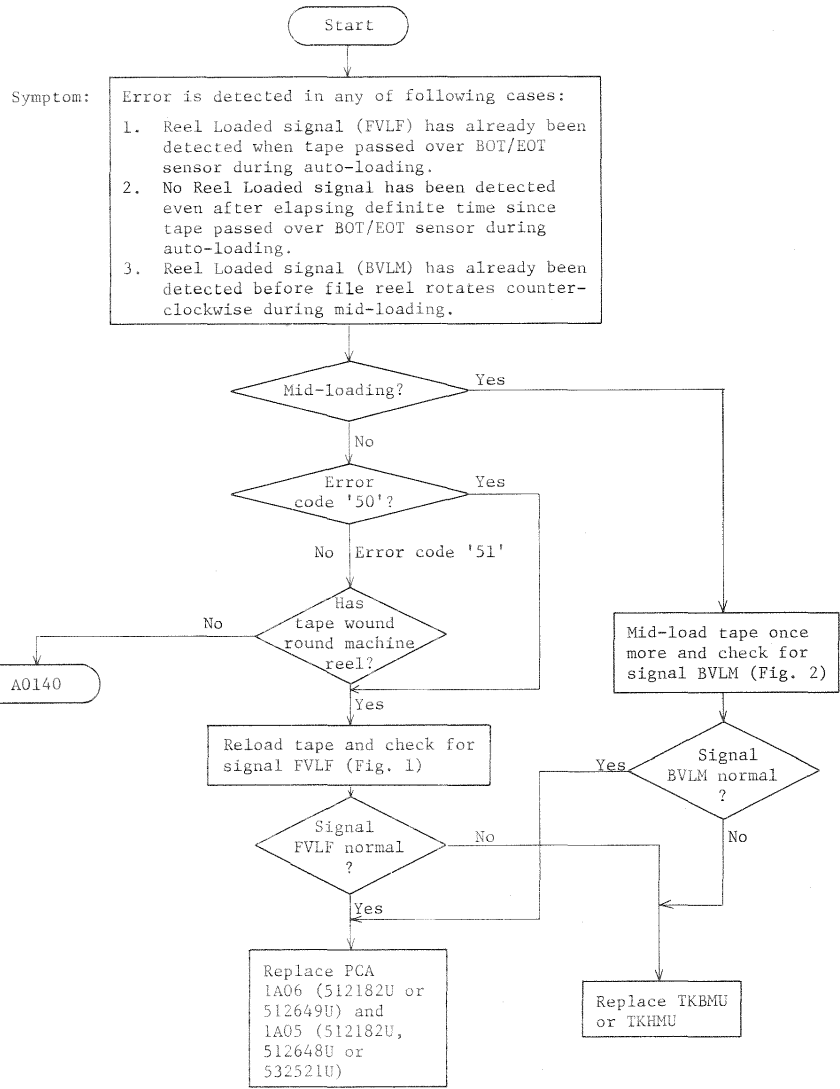 Start
Symptom:
Error is detected in any of following cases:
1. Reel Loaded signal (FVLF) has already been
detected when tape passed over BOT/EOT
sensor during auto-loading.
2. No Reel Loaded signal has been detected
even after elapsing definite time since
tape passed over BOT/EOT sensor during
auto-loading.
3. Reel Loaded signal (BVLM) has already been
detected before file reel rotates counter-
clockwise during mid-loading.
Mid-loading?
Yes
No
Error
code '50'?
Yes
No Error code '51'
Has
tape wound
round machine
reel?
No
A0140
Yes
Mid-load tape once
more and check for
signal BVLM (Fig. 2)
Reload tape and check for
signal FVLF (Fig. 1)
Signal
BVLM normal
?
Yes
No
Signal
FVLF normal
?
No
Yes
Replace PCA
1A06 (512182U or
512649U) and
1A05 (512182U,
512648U or
532521U)
Replace TKBMU
or TKHMU